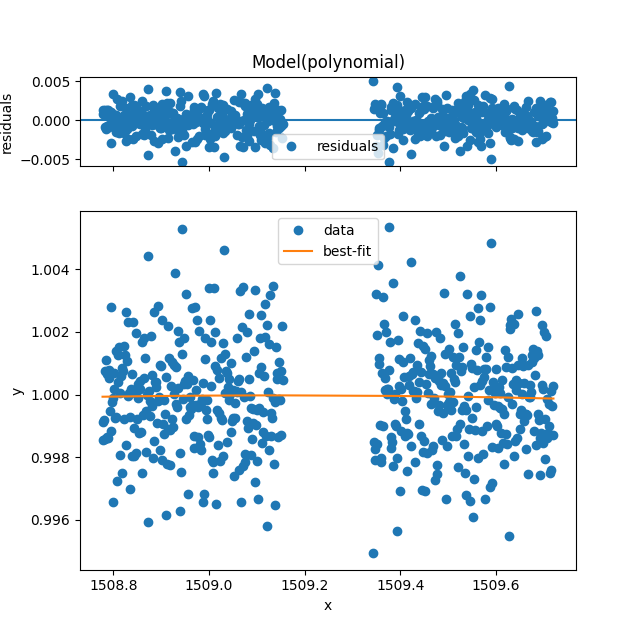 Model(polynomial)
0.005
0.000
−0.005
residuals
residuals
data
best-fit
1.004
1.002
1.000
0.998
0.996
y
1508.8
1509.0
1509.2
1509.4
1509.6
x